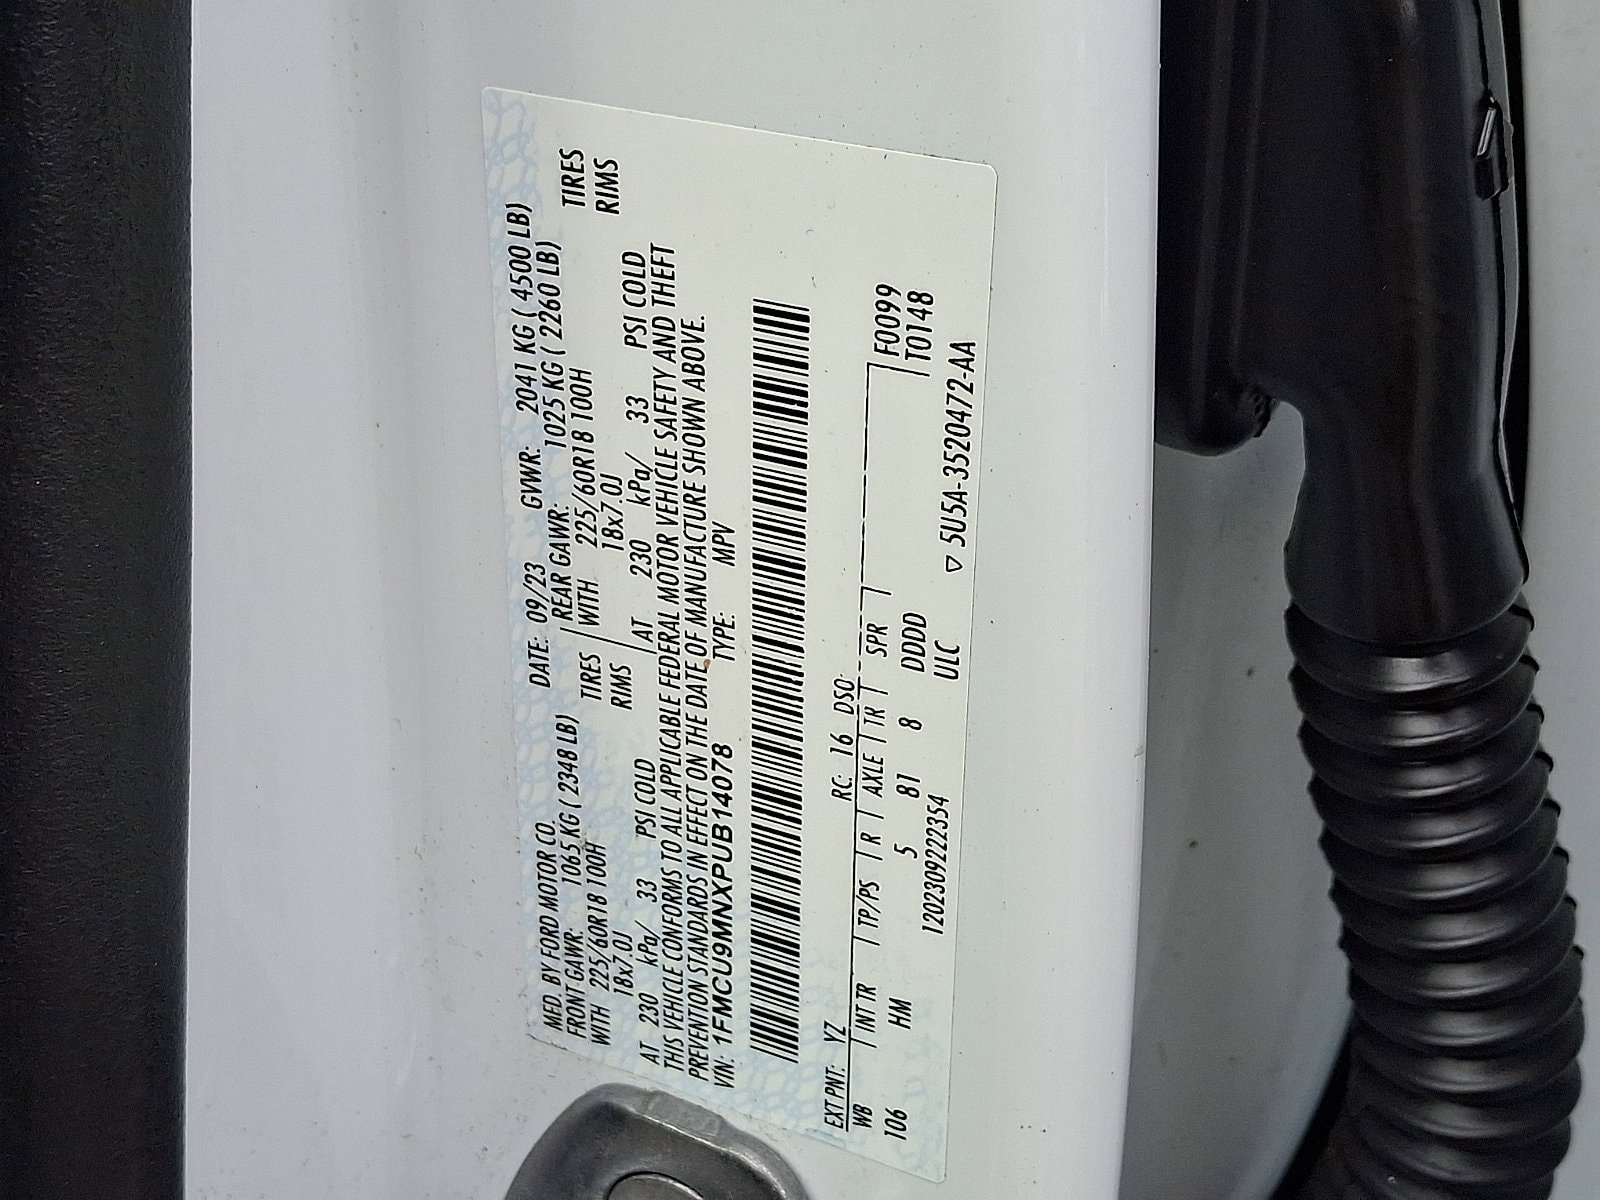 MFD. BY FORD MOTOR CO. DATE: 09/23 GVWR: 2041 KG ( 4500 LB)
FRONT GAWR: 1065 KG ( 2348 LB) REAR GAWR: 1025 KG ( 2260 LB)
WITH 225/60R18 100H TIRES WITH 225/60R18 100H TIRES
18x7.0J RIMS 18x7.0J RIMS
AT 230 kPa/ 33 PSI COLD AT 230 kPa/ 33 PSI COLD
THIS VEHICLE CONFORMS TO ALL APPLICABLE FEDERAL MOTOR VEHICLE SAFETY AND THEFT
PREVENTION STANDARDS IN EFFECT ON THE DATE OF MANUFACTURE SHOWN ABOVE.
VIN: 1FMCU9MNXPUB14078 TYPE: MPV
EXT PNT: YZ RC: 16 DSO:
WB INT TR TP/PS R AXLE TR SPR F0099
106 HM 5 81 8 DDDD T0148
1202309222354 ULC ▽ 5U5A-3520472-AA